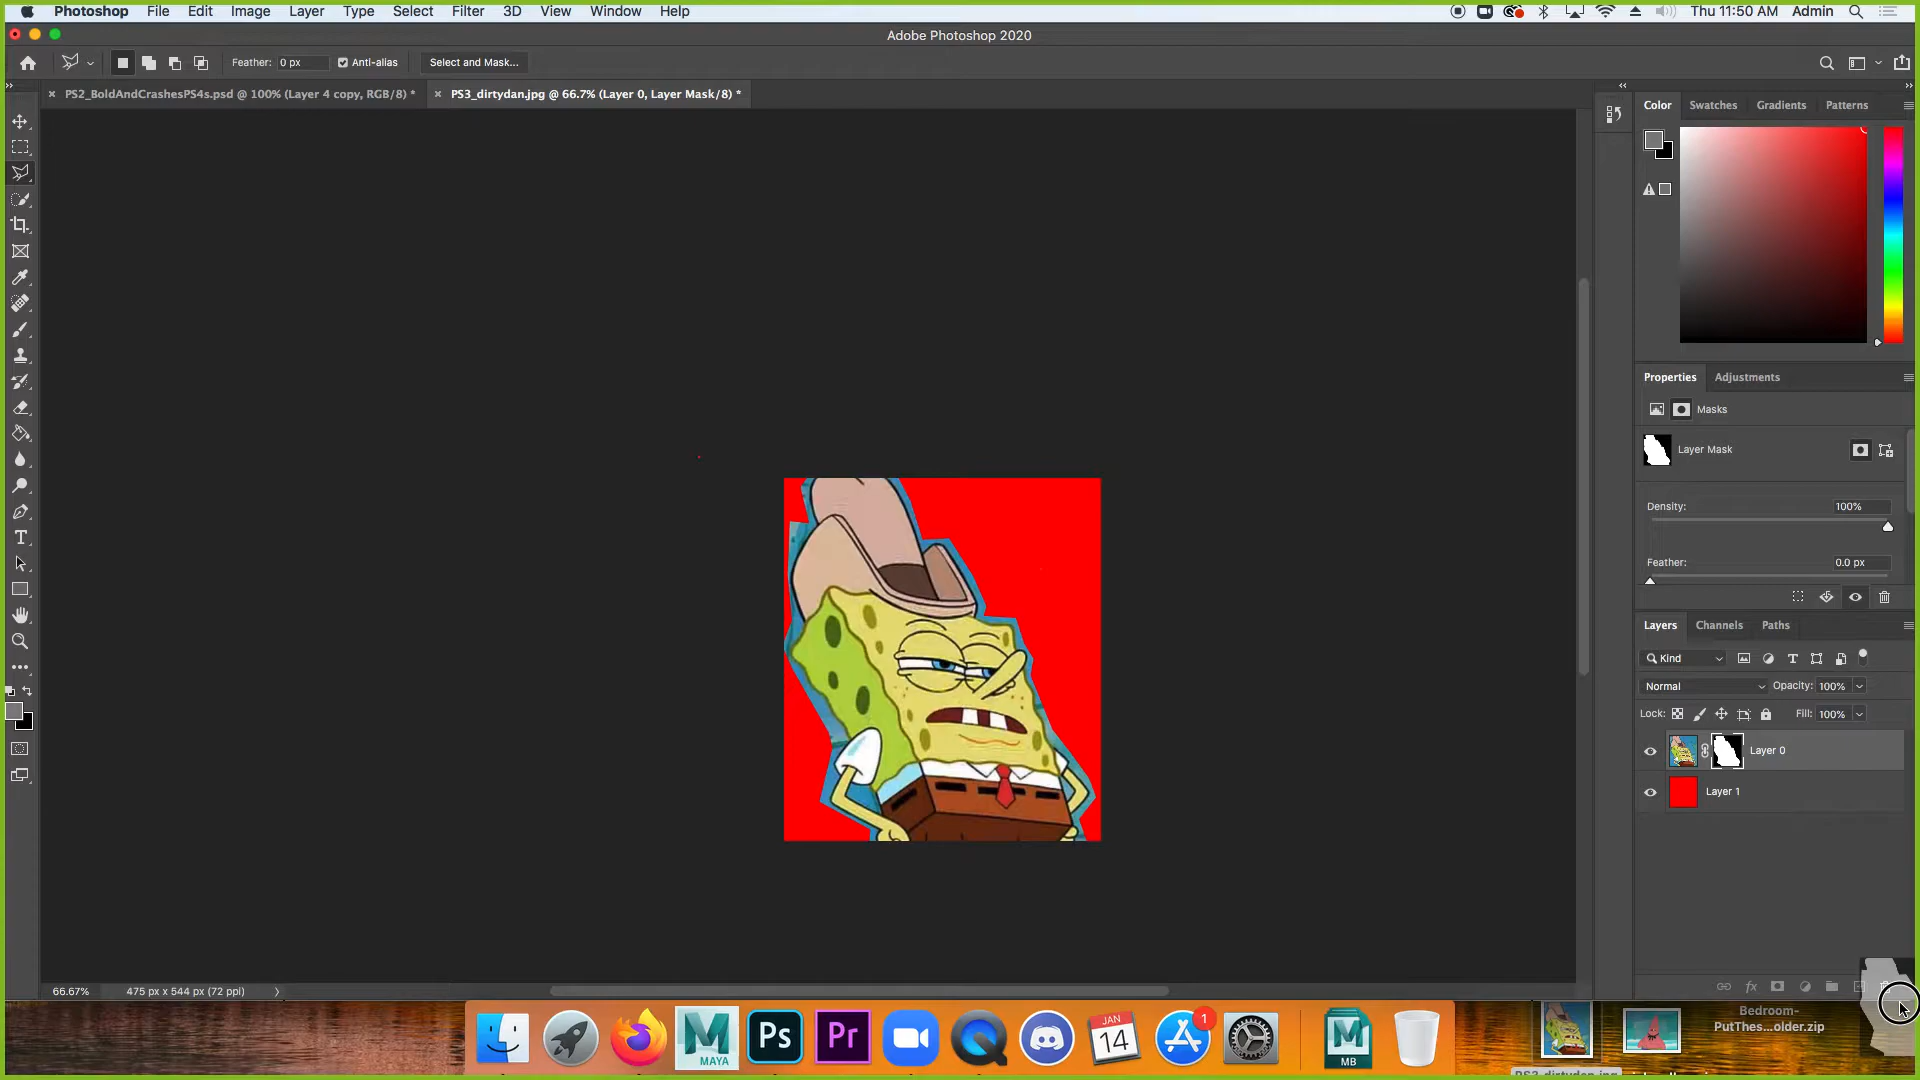 Photoshop File Edit Image Layer Type Select Filter 3D View Window Help Thu 11:50 AM Admin
Adobe Photoshop 2020
Feather: 0 px Anti-alias Select and Mask...
PS2_BoldAndCrashesPS4s.psd @ 100% (Layer 4 copy, RGB/8) * PS3_dirtydan.jpg @ 66.7% (Layer 0, Layer Mask/8) *
Color Swatches Gradients Patterns
Properties Adjustments
Masks
Layer Mask
Density: 100%
Feather: 0.0 px
Layers Channels Paths
Kind
Normal Opacity: 100%
Lock: Fill: 100%
Layer 0
Layer 1
66.67% 475 px x 544 px (72 ppi)
MAYA Ps Pr JAN 14 1 MB
Bedroom-
PutThes...older.zip
PS3_dirtydan.jpg